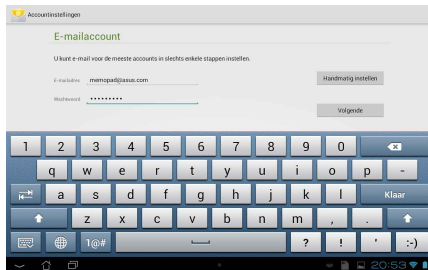 Accountinstellingen
E-mailaccount
U kunt e-mail voor de meeste accounts in slechts enkele stappen instellen.
E-mailadres memopad@asus.com Handmatig instellen
Wachtwoord •••••••••
Volgende
1 2 3 4 5 6 7 8 9 0
q w e r t y u i o p -
a s d f g h j k l Klaar
z x c v b n m , .
1@# ? ! ' :-)
20:53